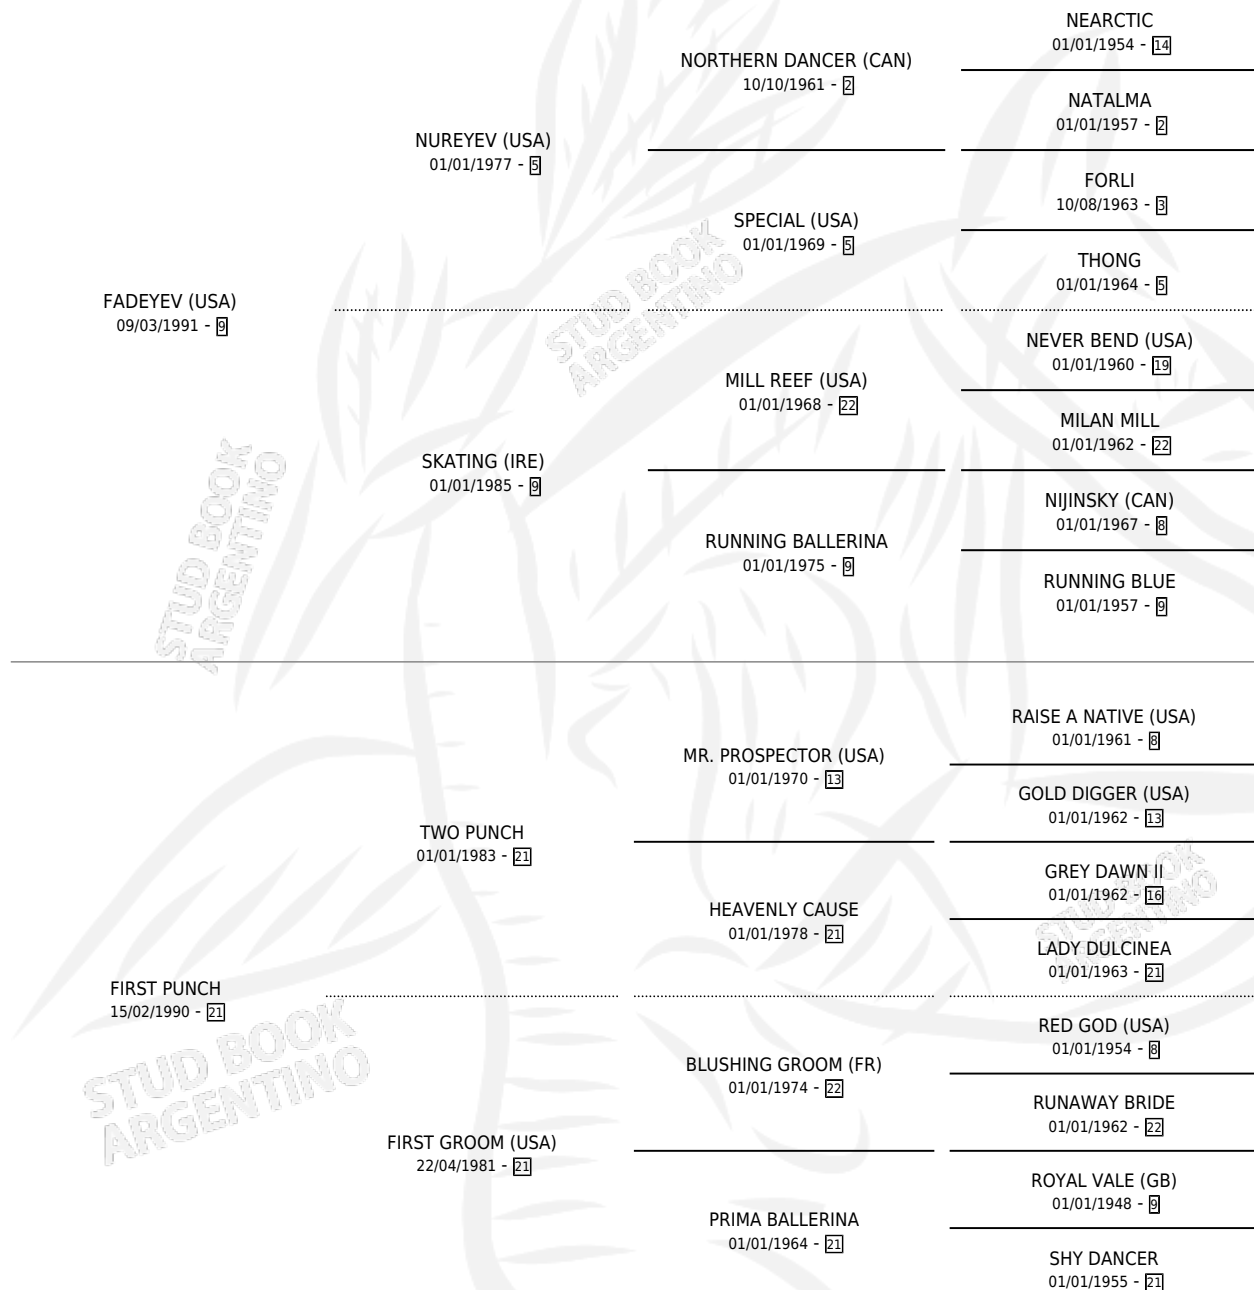 NEARCTIC
01/01/1954 - 14
NORTHERN DANCER (CAN)
10/10/1961 - 2
NATALMA
01/01/1957 - 2
NUREYEV (USA)
01/01/1977 - 5
FORLI
10/08/1963 - 3
SPECIAL (USA)
01/01/1969 - 5
THONG
01/01/1964 - 5
FADEYEV (USA)
09/03/1991 - 9
NEVER BEND (USA)
01/01/1960 - 19
MILL REEF (USA)
01/01/1968 - 22
MILAN MILL
01/01/1962 - 22
SKATING (IRE)
01/01/1985 - 9
NIJINSKY (CAN)
01/01/1967 - 8
RUNNING BALLERINA
01/01/1975 - 9
RUNNING BLUE
01/01/1957 - 9
RAISE A NATIVE (USA)
01/01/1961 - 8
MR. PROSPECTOR (USA)
01/01/1970 - 13
GOLD DIGGER (USA)
01/01/1962 - 13
TWO PUNCH
01/01/1983 - 21
GREY DAWN II
01/01/1962 - 16
HEAVENLY CAUSE
01/01/1978 - 21
LADY DULCINEA
01/01/1963 - 21
FIRST PUNCH
15/02/1990 - 21
RED GOD (USA)
01/01/1954 - 8
BLUSHING GROOM (FR)
01/01/1974 - 22
RUNAWAY BRIDE
01/01/1962 - 22
FIRST GROOM (USA)
22/04/1981 - 21
ROYAL VALE (GB)
01/01/1948 - 9
PRIMA BALLERINA
01/01/1964 - 21
SHY DANCER
01/01/1955 - 21
STUD BOOK
ARGENTINO
STUD BOOK
ARGENTINO
STUD BOOK
ARGENTINO
STUD BOOK
ARGENTINO